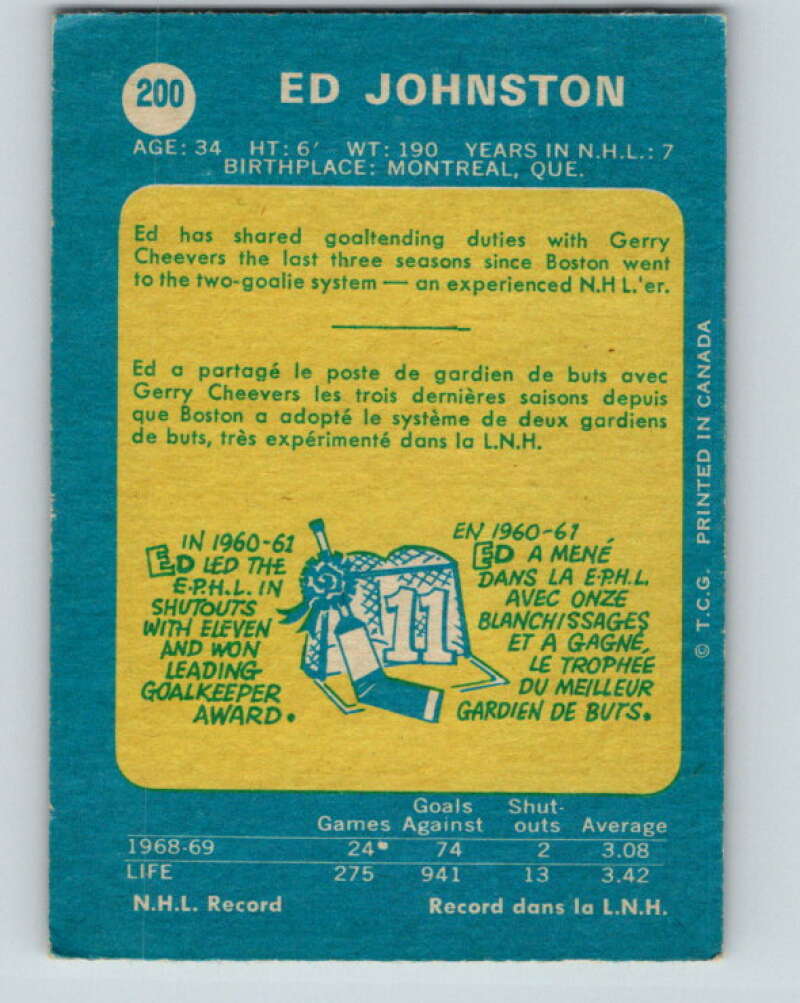 200
ED JOHNSTON
AGE: 34 HT: 6′ WT: 190 YEARS IN N.H.L.: 7
BIRTHPLACE: MONTREAL, QUE.
Ed has shared goaltending duties with Gerry
Cheevers the last three seasons since Boston went
to the two-goalie system — an experienced N.H L.'er.
Ed a partagé le poste de gardien de buts avec
Gerry Cheevers les trois dernières saisons depuis
que Boston a adopté le système de deux gardiens
de buts, très expérimenté dans la L.N.H.
IN 1960-61
ED LED THE
E.P.H.L. IN
SHUTOUTS
WITH ELEVEN
AND WON
LEADING
GOALKEEPER
AWARD.
11
EN 1960-61
ED A MENÉ
DANS LA E.P.H.L.
AVEC ONZE
BLANCHISSAGES
ET A GAGNÉ,
LE TROPHÉE
DU MEILLEUR
GARDIEN DE BUTS.
Goals Shut-
Games Against outs Average
1968-69 24 74 2 3.08
LIFE 275 941 13 3.42
N.H.L. Record Record dans la L.N.H.
© T.C.G. PRINTED IN CANADA